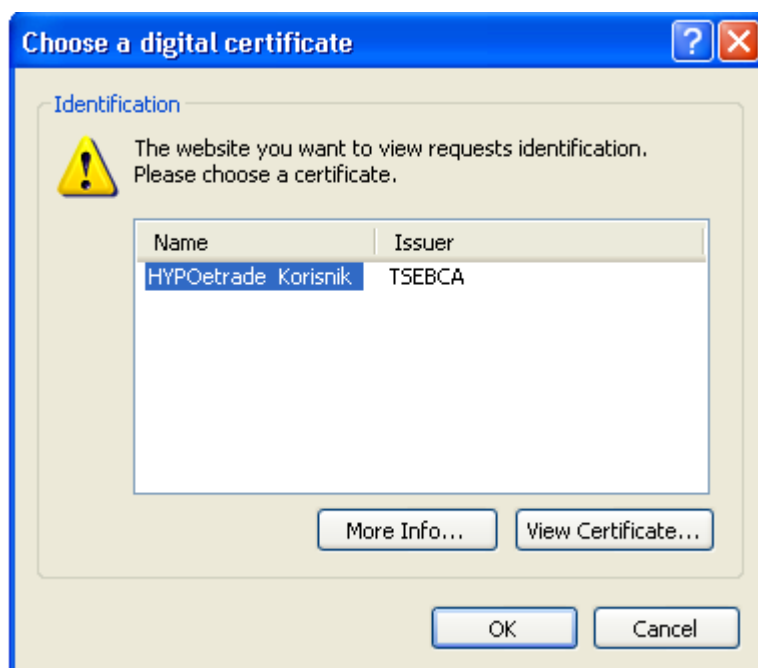 Choose a digital certificate
Identification
The website you want to view requests identification.
Please choose a certificate.
Name Issuer
HYPOetrade Korisnik TSEBCA
More Info... View Certificate...
OK Cancel